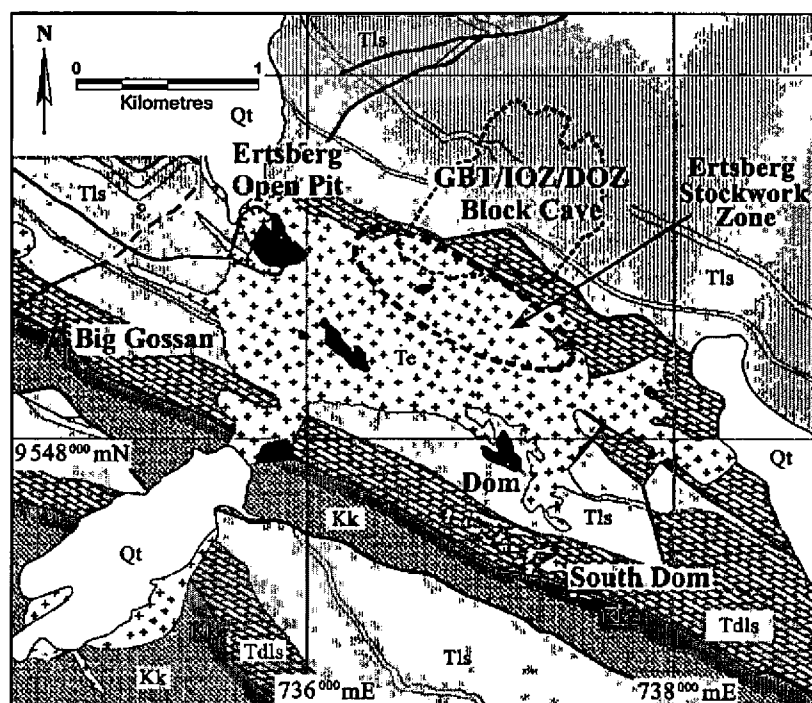 N
0 1
Kilometres
Tls
Qt
Ertsberg
Open Pit
GBT/IOZ/DOZ
Block Cave
Ertsberg
Stockwork
Zone
Tls
Tls
Big Gossan
Te
9 548 000 mN
Qt
Dom
Kk
Tls
Qt
South Dom
Tdls
Tdls
Tls
Kk
736 000 mE
738 000 mE